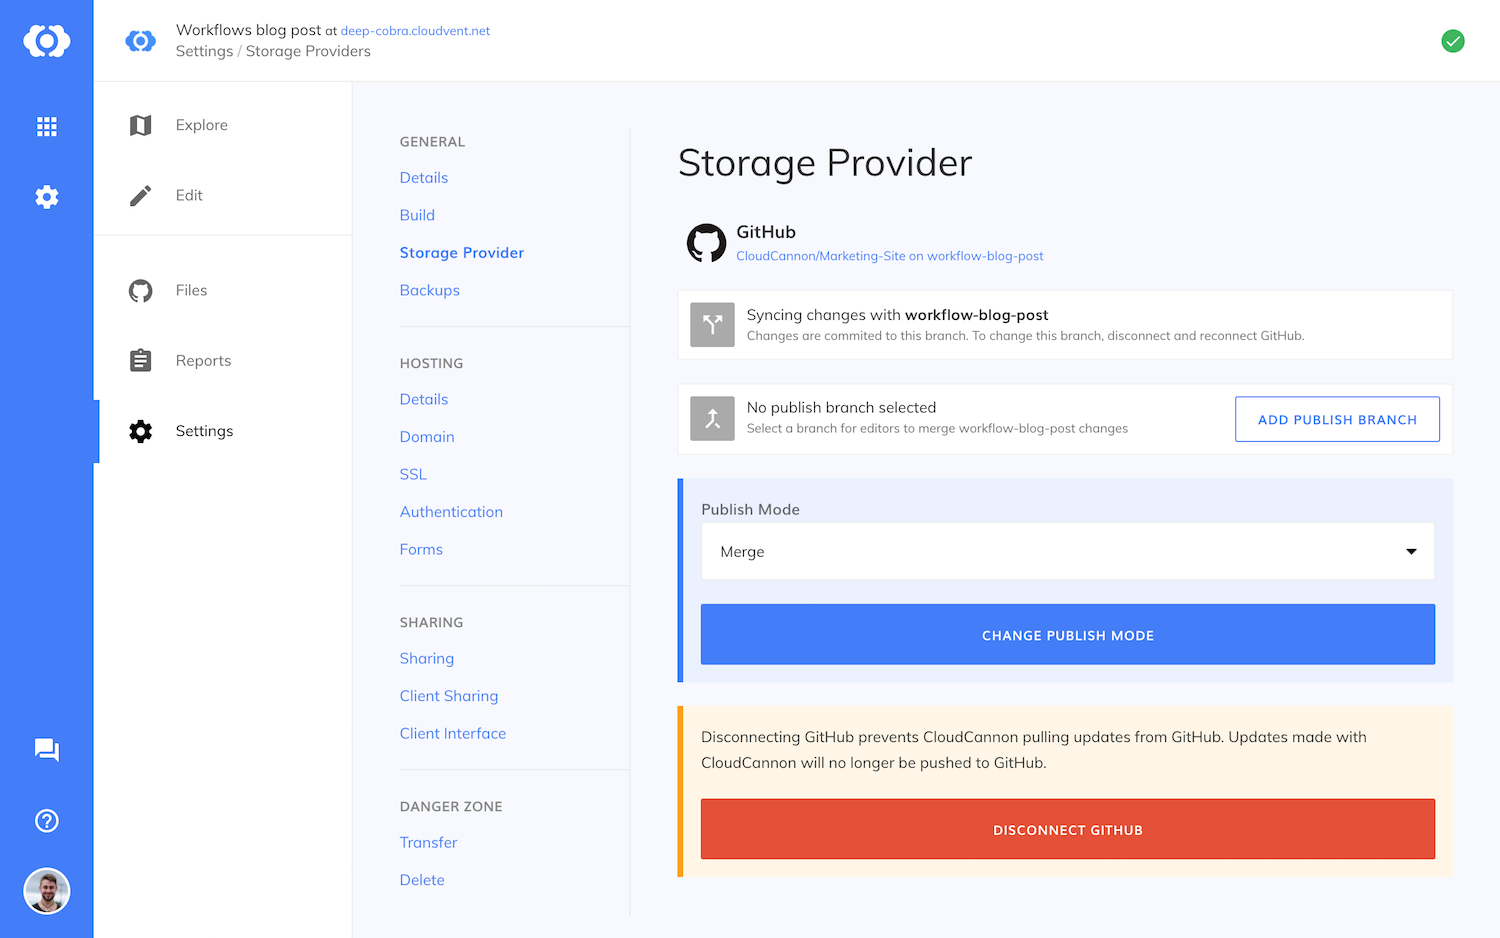 Workflows blog post at deep-cobra.cloudvent.net
Settings / Storage Providers
Explore
Edit
Files
Reports
Settings
GENERAL
Details
Build
Storage Provider
Backups
HOSTING
Details
Domain
SSL
Authentication
Forms
SHARING
Sharing
Client Sharing
Client Interface
DANGER ZONE
Transfer
Delete
Storage Provider
GitHub
CloudCannon/Marketing-Site on workflow-blog-post
Syncing changes with workflow-blog-post
Changes are commited to this branch. To change this branch, disconnect and reconnect GitHub.
No publish branch selected
Select a branch for editors to merge workflow-blog-post changes
ADD PUBLISH BRANCH
Publish Mode
Merge
CHANGE PUBLISH MODE
Disconnecting GitHub prevents CloudCannon pulling updates from GitHub. Updates made with
CloudCannon will no longer be pushed to GitHub.
DISCONNECT GITHUB